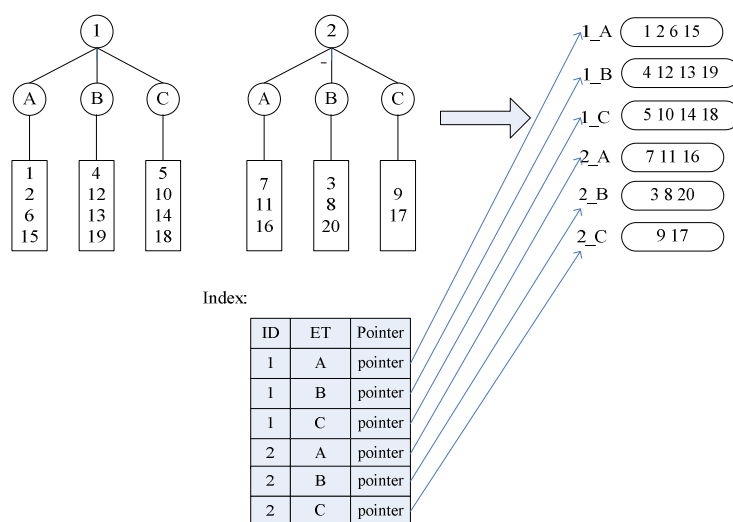 1
2
A
B
C
A
B
C
1
2
6
15
4
12
13
19
5
10
14
18
7
11
16
3
8
20
9
17
1_A 1 2 6 15
1_B 4 12 13 19
1_C 5 10 14 18
2_A 7 11 16
2_B 3 8 20
2_C 9 17
Index:
ID ET Pointer
1 A pointer
1 B pointer
1 C pointer
2 A pointer
2 B pointer
2 C pointer